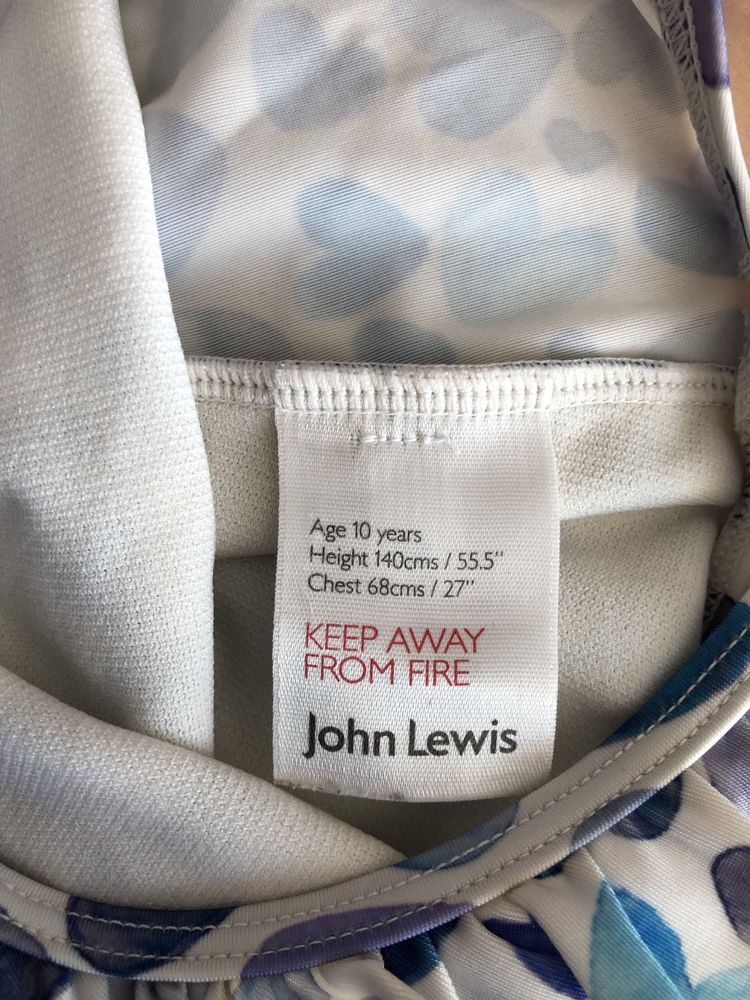 Age 10 years
Height 140cms / 55.5''
Chest 68cms / 27''
KEEP AWAY
FROM FIRE
John Lewis